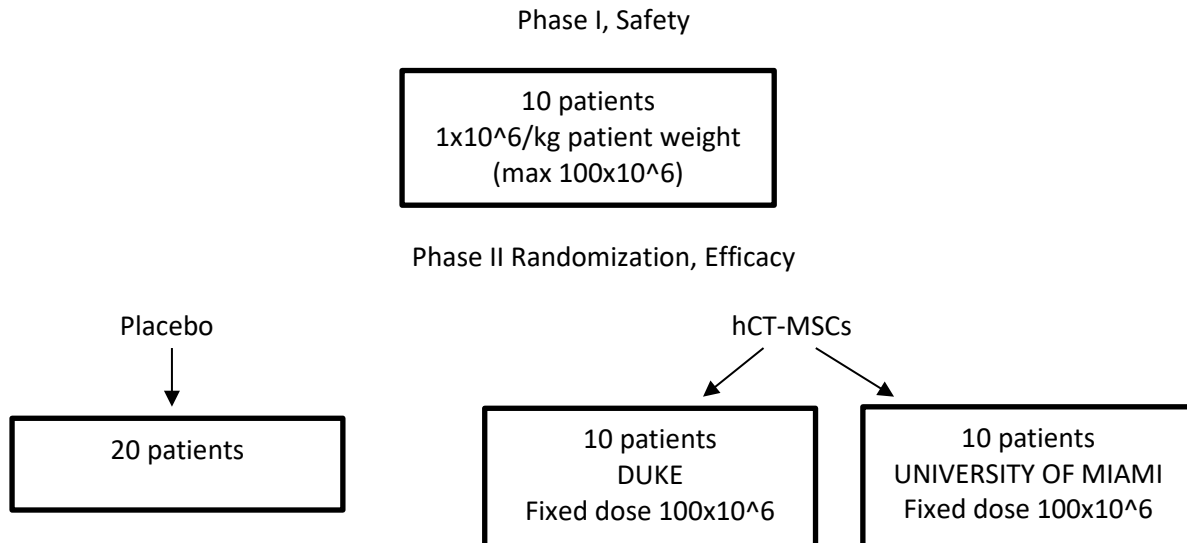 Phase I, Safety
10 patients
1x10^6/kg patient weight
(max 100x10^6)
Phase II Randomization, Efficacy
Placebo
hCT-MSCs
20 patients
10 patients
DUKE
Fixed dose 100x10^6
10 patients
UNIVERSITY OF MIAMI
Fixed dose 100x10^6